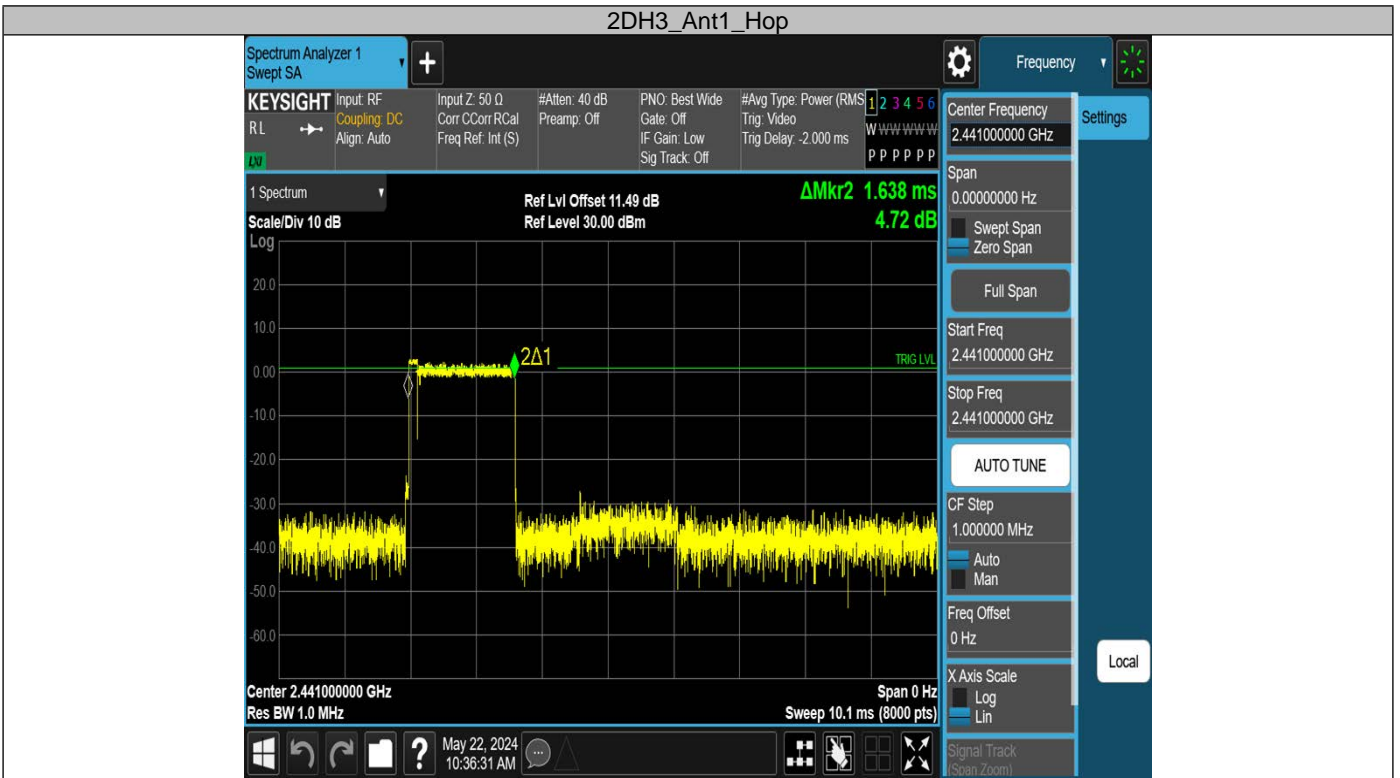 2DH3_Ant1_Hop
Spectrum Analyzer 1
Swept SA
+
Frequency
KEYSIGHT
RL
LXI
Input: RF
Coupling: DC
Align: Auto
Input Z: 50 Ω
Corr CCorr RCal
Freq Ref: Int (S)
#Atten: 40 dB
Preamp: Off
PNO: Best Wide
Gate: Off
IF Gain: Low
Sig Track: Off
#Avg Type: Power (RMS
Trig: Video
Trig Delay: -2.000 ms
1 2 3 4 5 6
W W W W W W
P P P P P P
1 Spectrum
Scale/Div 10 dB
Log
Ref Lvl Offset 11.49 dB
Ref Level 30.00 dBm
ΔMkr2 1.638 ms
4.72 dB
20.0
10.0
0.00
-10.0
-20.0
-30.0
-40.0
-50.0
-60.0
2Δ1
TRIG LVL
Center 2.441000000 GHz
Res BW 1.0 MHz
Span 0 Hz
Sweep 10.1 ms (8000 pts)
?
May 22, 2024
10:36:31 AM
Center Frequency
2.441000000 GHz
Span
0.00000000 Hz
Swept Span
Zero Span
Full Span
Start Freq
2.441000000 GHz
Stop Freq
2.441000000 GHz
AUTO TUNE
CF Step
1.000000 MHz
Auto
Man
Freq Offset
0 Hz
X Axis Scale
Log
Lin
Signal Track
(Span Zoom)
Settings
Local